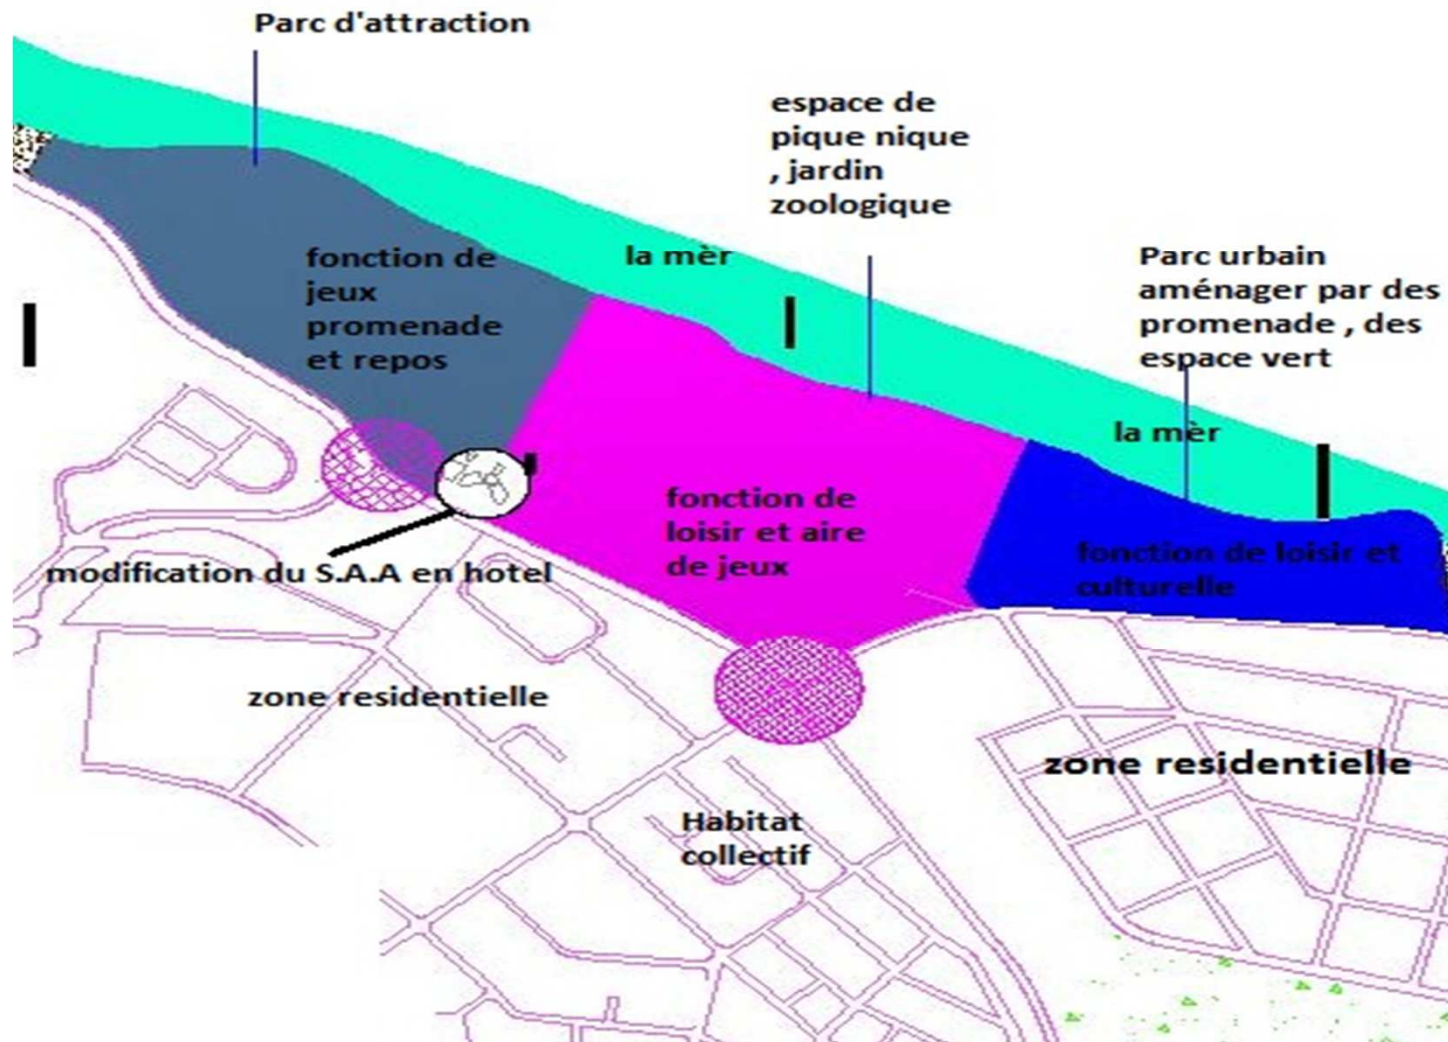 Parc d'attraction
espace de
pique nique
, jardin
zoologique
Parc urbain
aménager par des
promenade , des
espace vert
fonction de
jeux
promenade
et repos
la mèr
la mèr
fonction de
loisir et aire
de jeux
fonction de loisir et
culturelle
modification du S.A.A en hotel
zone residentielle
zone residentielle
Habitat
collectif